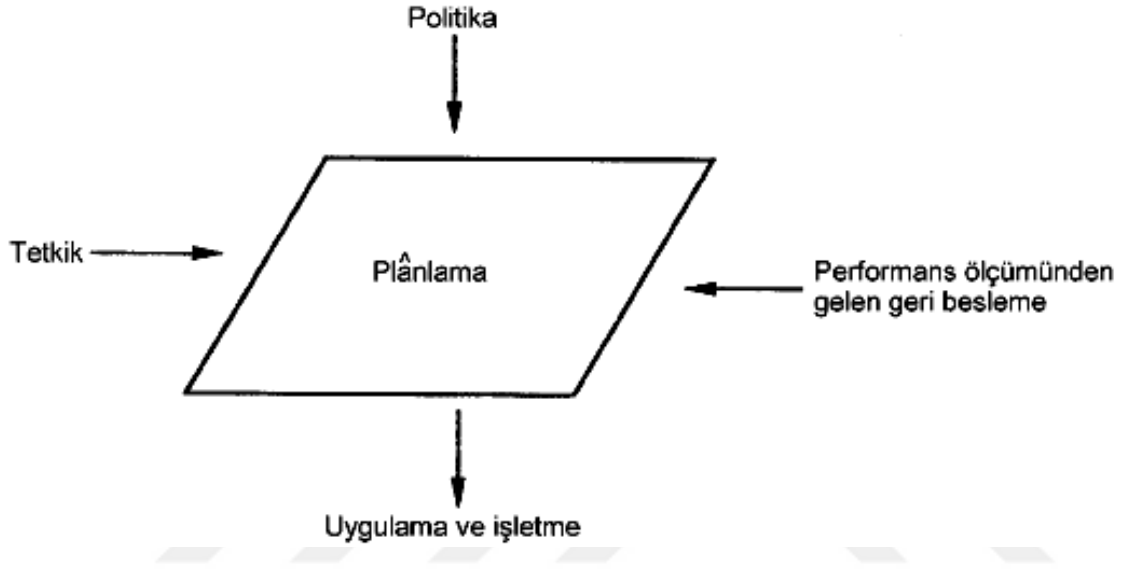 Politika
Tetkik
Plânlama
Performans ölçümünden
gelen geri besleme
Uygulama ve işletme